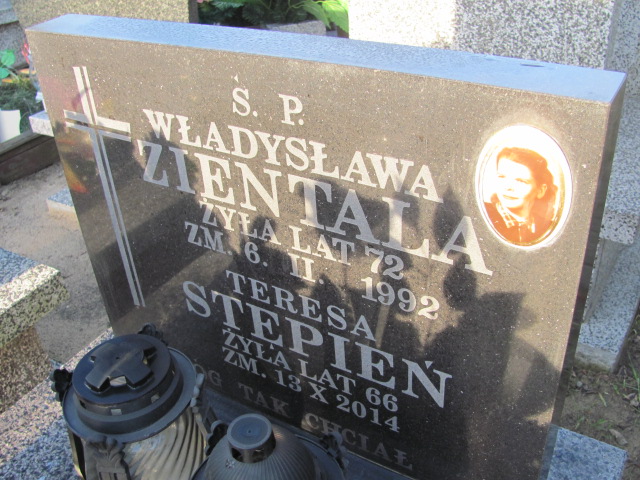 Ś. P.
WŁADYSŁAWA
ZIENTALA
ŻYŁA LAT 72
ZM. 6. II. 1992
TERESA
STĘPIEŃ
ŻYŁA LAT 66
ZM. 13 X 2014
TAK CHCIAŁ